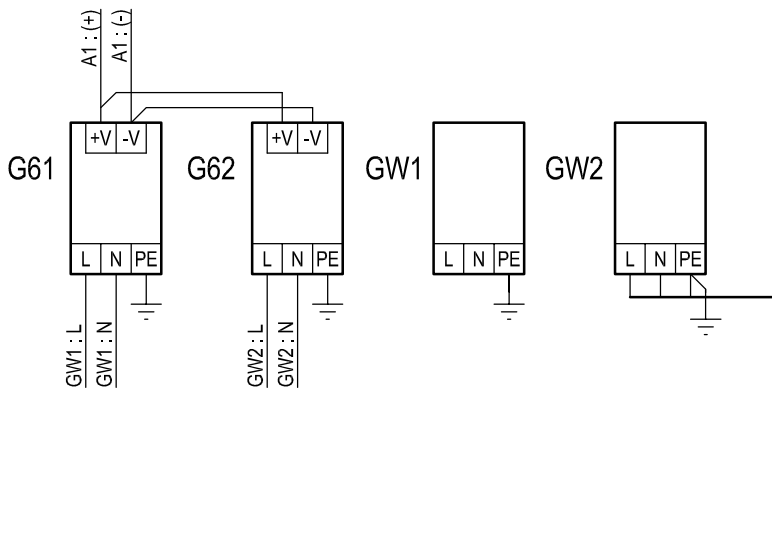 A1 : (+)
A1 : (-)
G61
+V -V
L N PE
GW1 : L
GW1 : N
G62
+V -V
L N PE
GW2 : L
GW2 : N
GW1
L N PE
GW2
L N PE